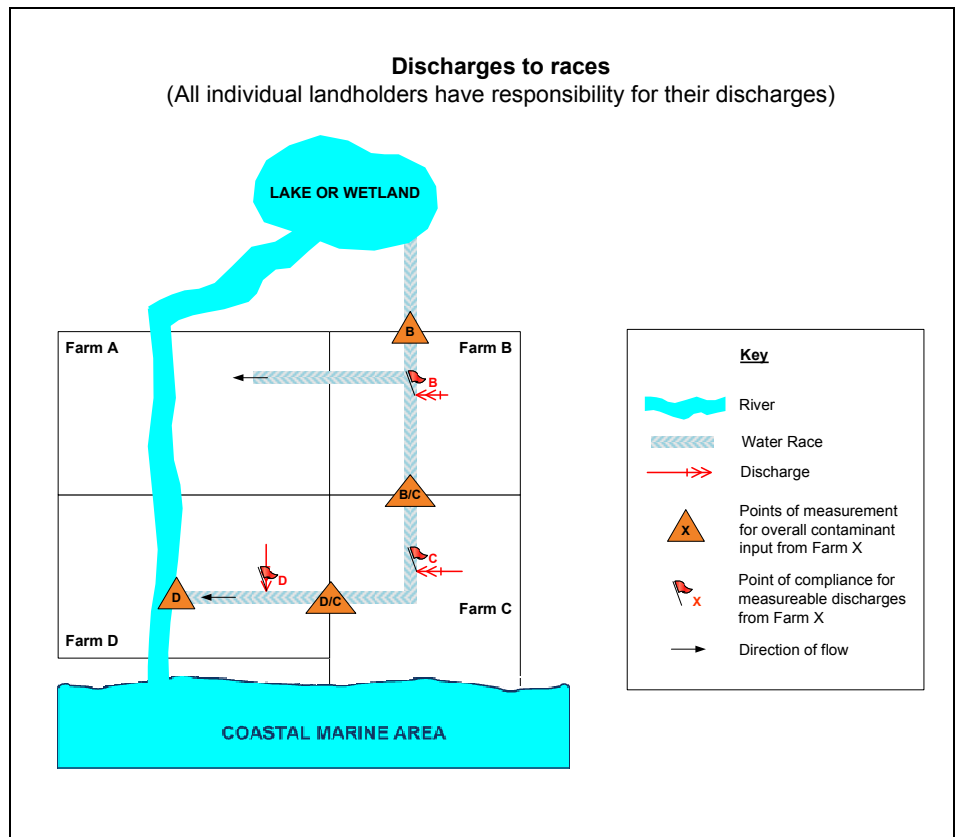 Discharges to races
(All individual landholders have responsibility for their discharges)
LAKE OR WETLAND
B
Farm A
Farm B
B
B/C
C
D
D
D/C
Farm C
Farm D
COASTAL MARINE AREA
Key
River
Water Race
Discharge
X
Points of measurement
for overall contaminant
input from Farm X
X
Point of compliance for
measureable discharges
from Farm X
Direction of flow